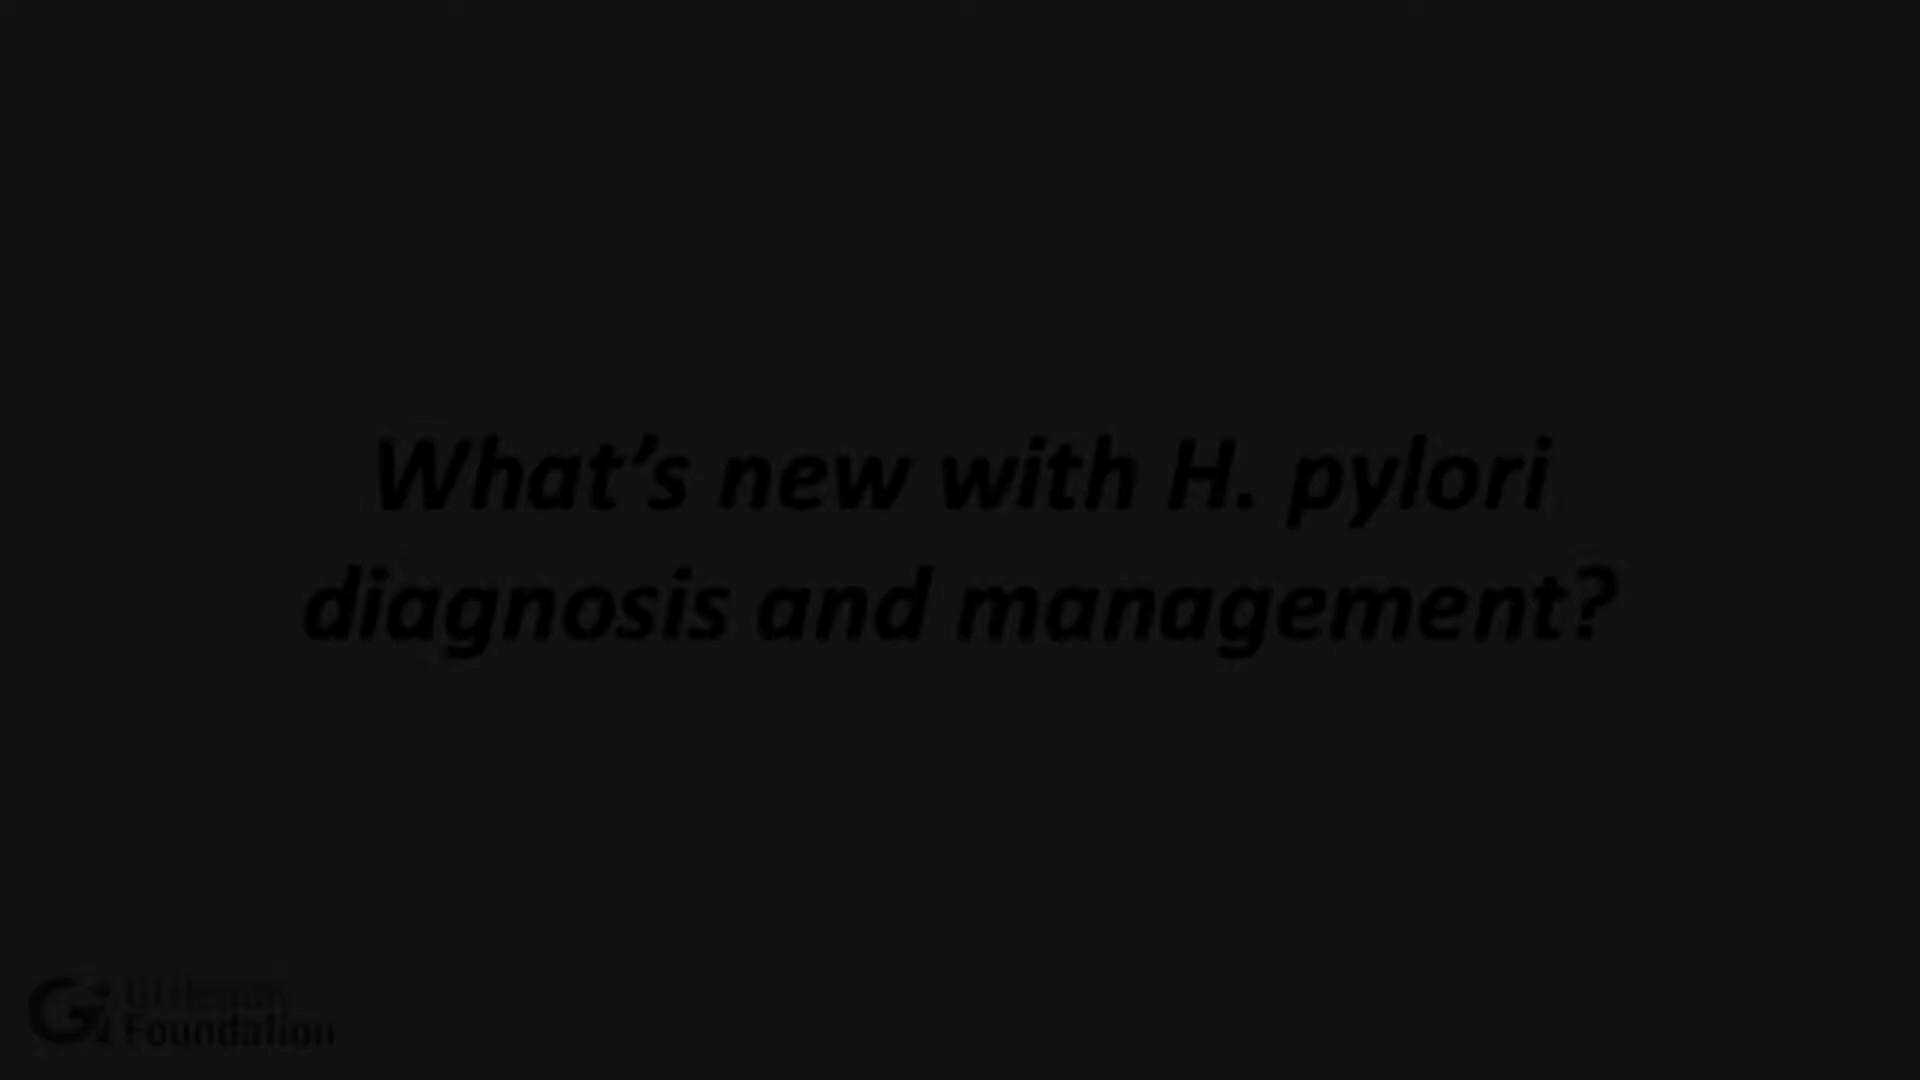 What’s new with H. pylori
diagnosis and management?
Foundation